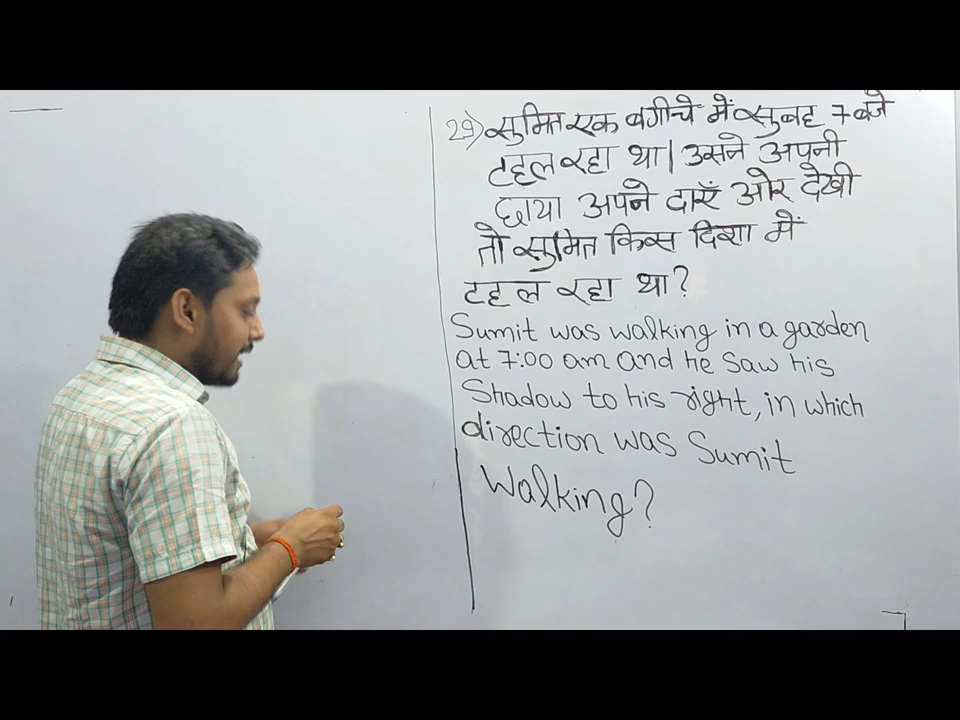 29) सुमित एक बगीचे में सुबह 7 बजे
टहल रहा था। उसने अपनी
छाया अपने दाएँ ओर देखी
तो सुमित किस दिशा में
टहल रहा था?
Sumit was walking in a garden
at 7:00 am and he saw his
Shadow to his right, in which
direction was Sumit
Walking?